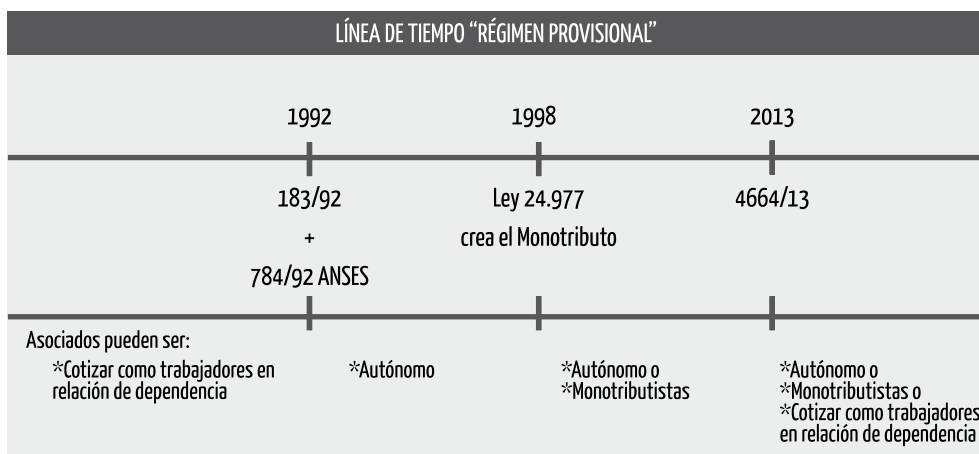 LÍNEA DE TIEMPO “RÉGIMEN PROVISIONAL”
1992
1998
2013
183/92
+
784/92 ANSES
Ley 24.977
crea el Monotributo
4664/13
Asociados pueden ser:
*Cotizar como trabajadores en
relación de dependencia
*Autónomo
*Autónomo o
*Monotributistas
*Autónomo o
*Monotributistas o
*Cotizar como trabajadores
en relación de dependencia